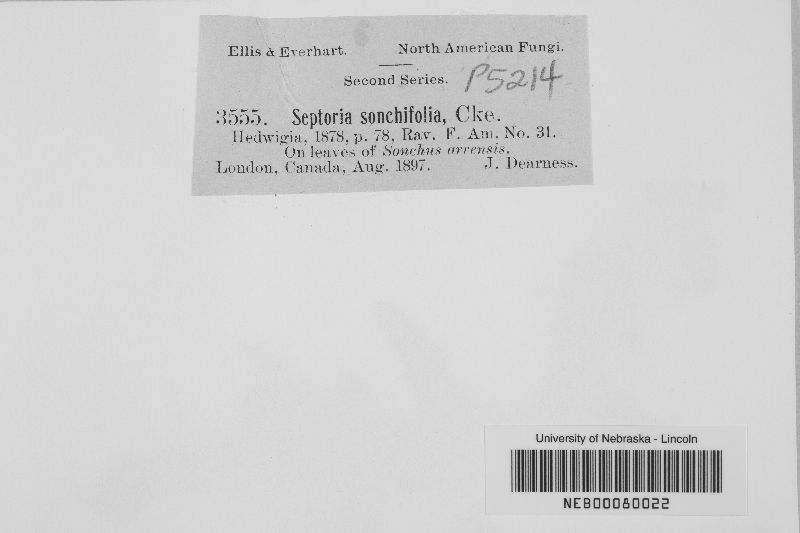 Ellis & Everhart. North American Fungi.
Second Series. P5214
3555. Septoria sonchifolia, Cke.
Hedwigia, 1878, p. 78, Rav. F. Am. No. 31.
On leaves of Sonchus arvensis.
London, Canada, Aug. 1897. J. Dearness.
University of Nebraska - Lincoln
NEB00080022